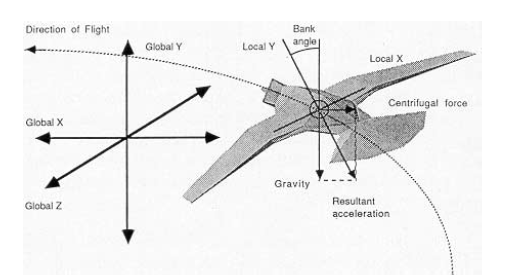 Direction of Flight
Global Y
Bank
angle
Local Y
Local X
Centrifugal force
Global X
Gravity
Resultant
acceleration
Global Z